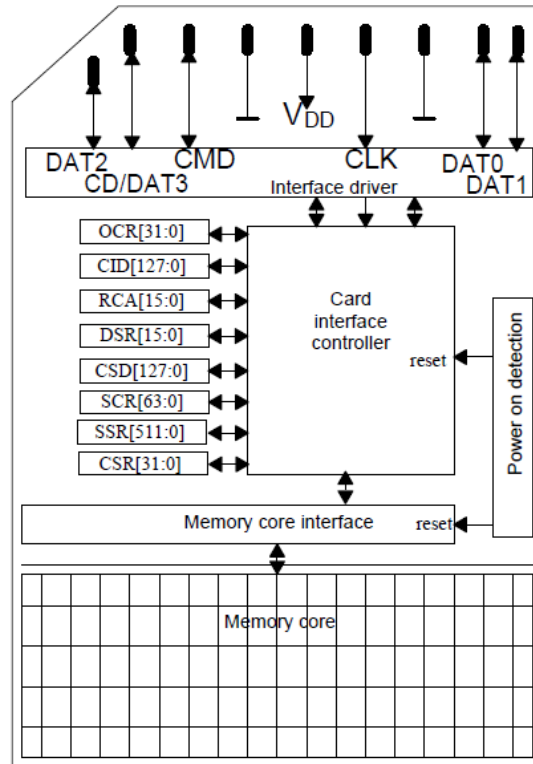 VDD
DAT2 CMD CLK DAT0
CD/DAT3 DAT1
Interface driver
OCR[31:0]
CID[127:0]
RCA[15:0]
DSR[15:0]
CSD[127:0]
SCR[63:0]
SSR[511:0]
CSR[31:0]
Card
interface
controller
reset
Power on detection
Memory core interface
reset
Memory core